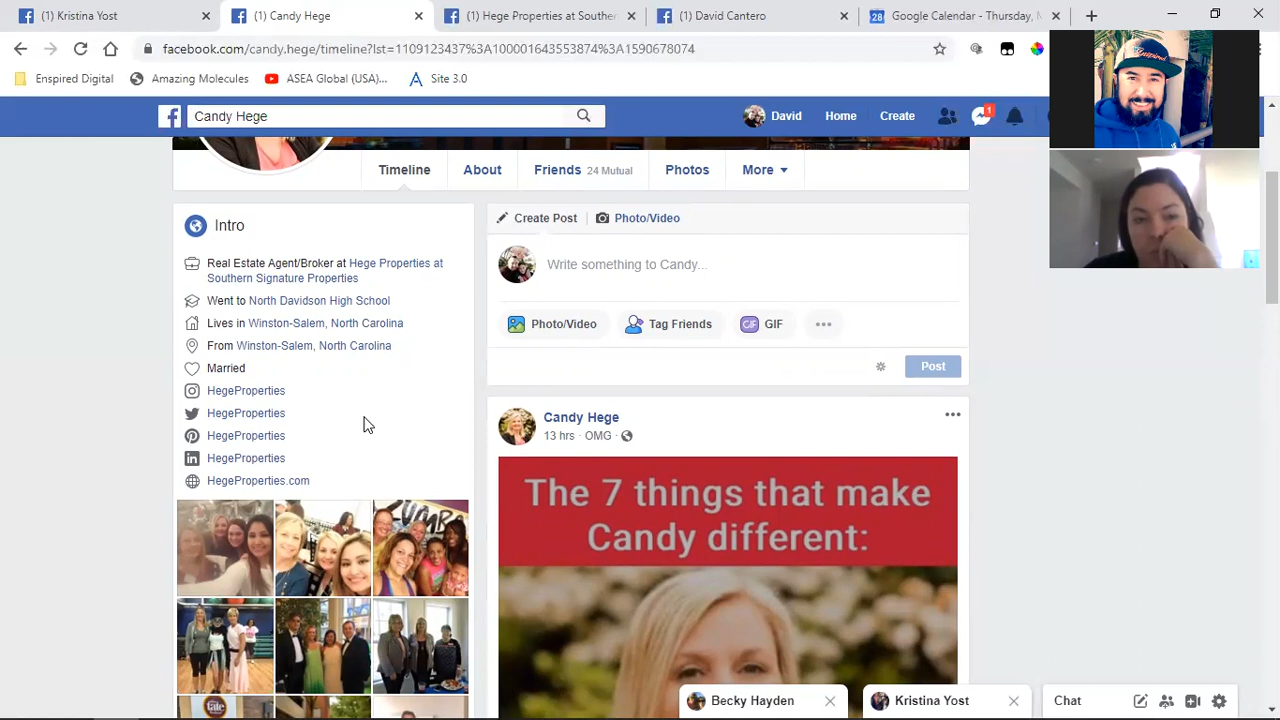 (1) Kristina Yost
(1) Candy Hege
Hege Properties at Souther
(1) David Cantero
28
Google Calendar - Thursday, M
facebook.com/candy.hege/timeline?lst=1109123437%3A100001643553674%3A1590678074
Enspired Digital
Amazing Molecules
ASEA Global (USA)...
Site 3.0
Candy Hege
David
Home
Create
1
Timeline
About
Friends 24 Mutual
Photos
More
Intro
Real Estate Agent/Broker at Hege Properties at
Southern Signature Properties
Went to North Davidson High School
Lives in Winston-Salem, North Carolina
From Winston-Salem, North Carolina
Married
HegeProperties
HegeProperties
HegeProperties
HegeProperties
HegeProperties.com
Create Post
Photo/Video
Write something to Candy...
Photo/Video
Tag Friends
GIF
Post
Candy Hege
13 hrs · OMG ·
The 7 things that make
Candy different:
ZUMBA
tate
Becky Hayden
Kristina Yost
Chat